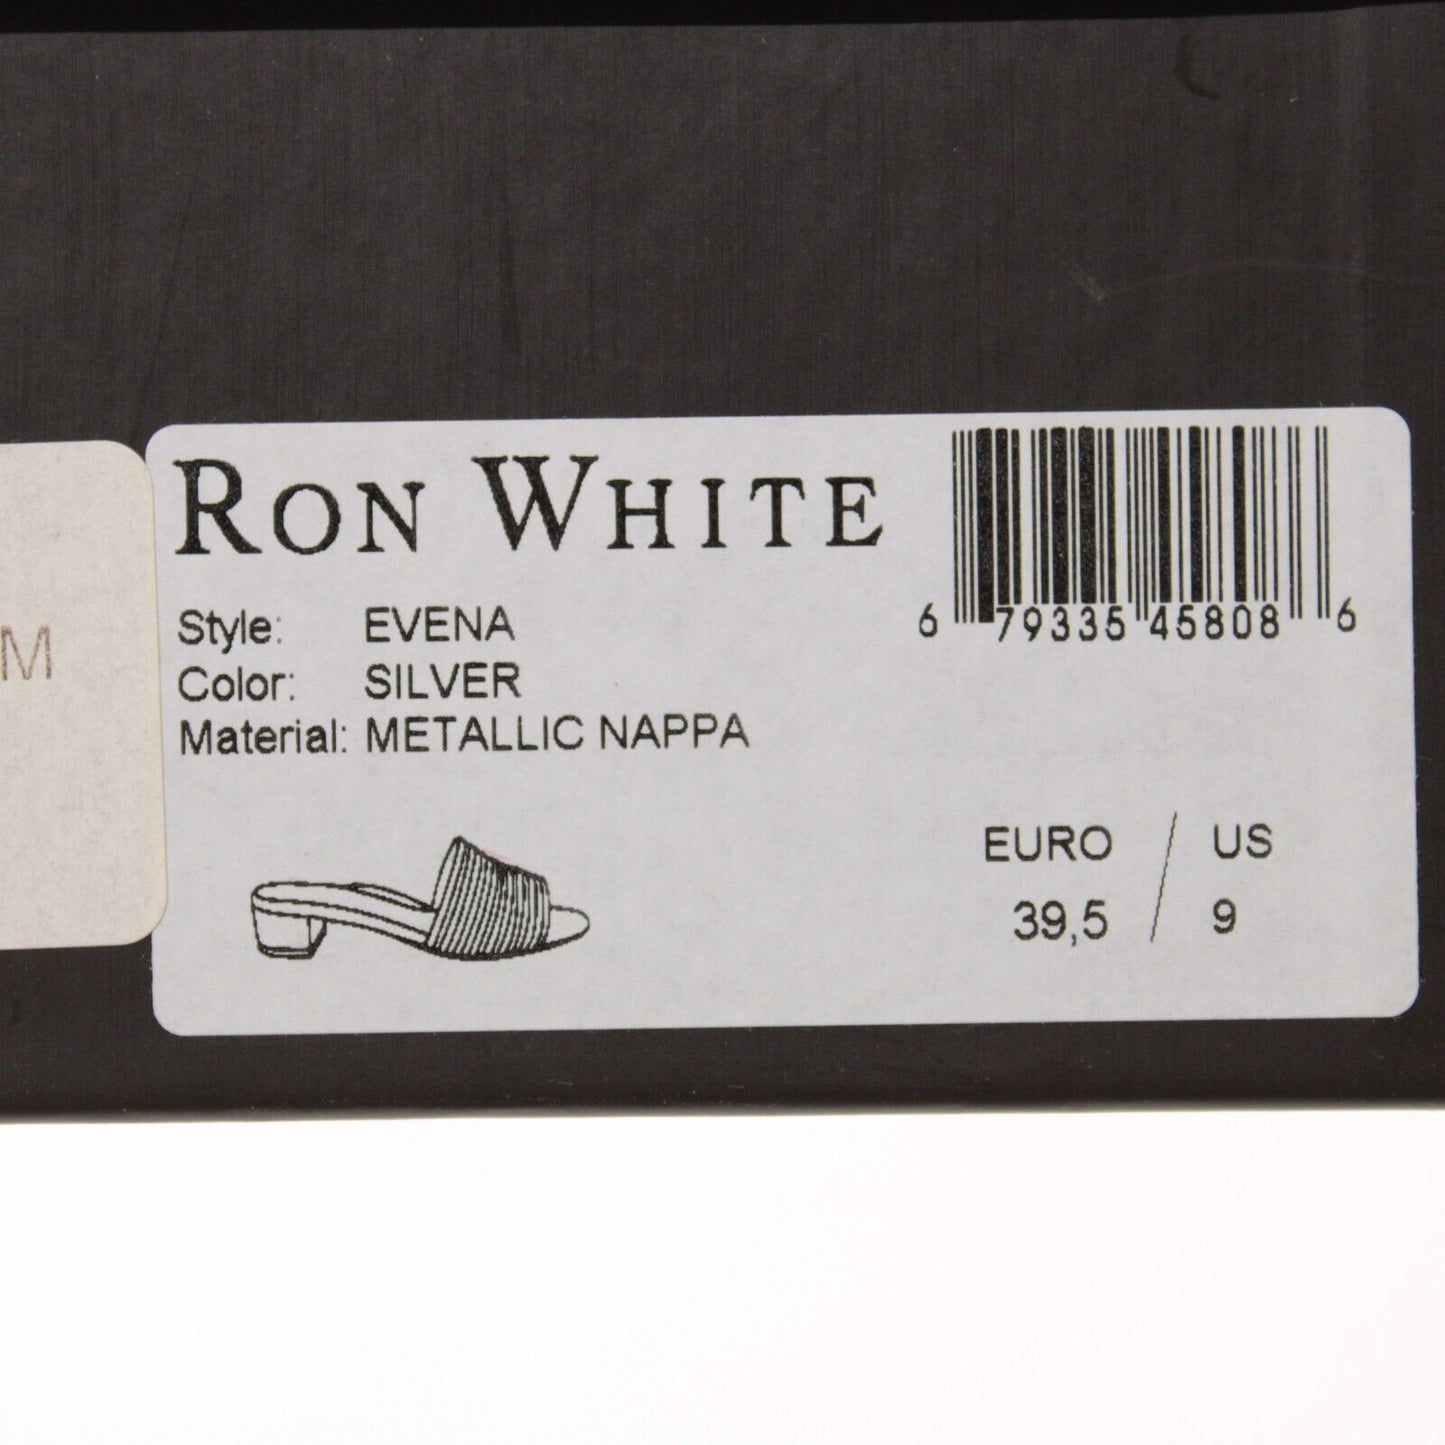 M
RON WHITE
Style: EVENA
Color: SILVER
Material: METALLIC NAPPA
6 79335 45808 6
EURO / US
39,5 / 9